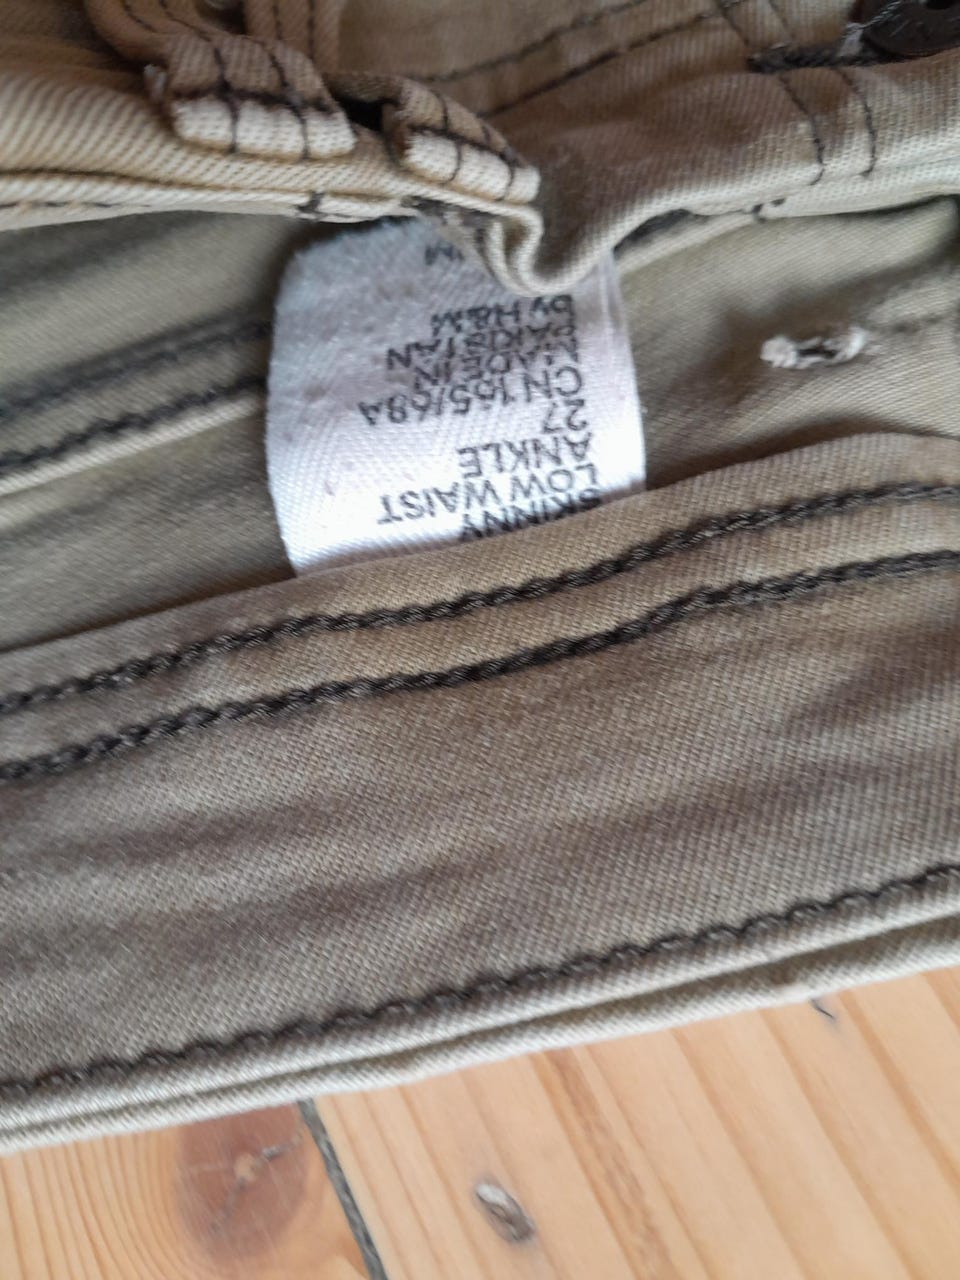 SKINNY
LOW WAIST
ANKLE
27
CN 165/68A
MADE IN
PAKISTAN
by H&M